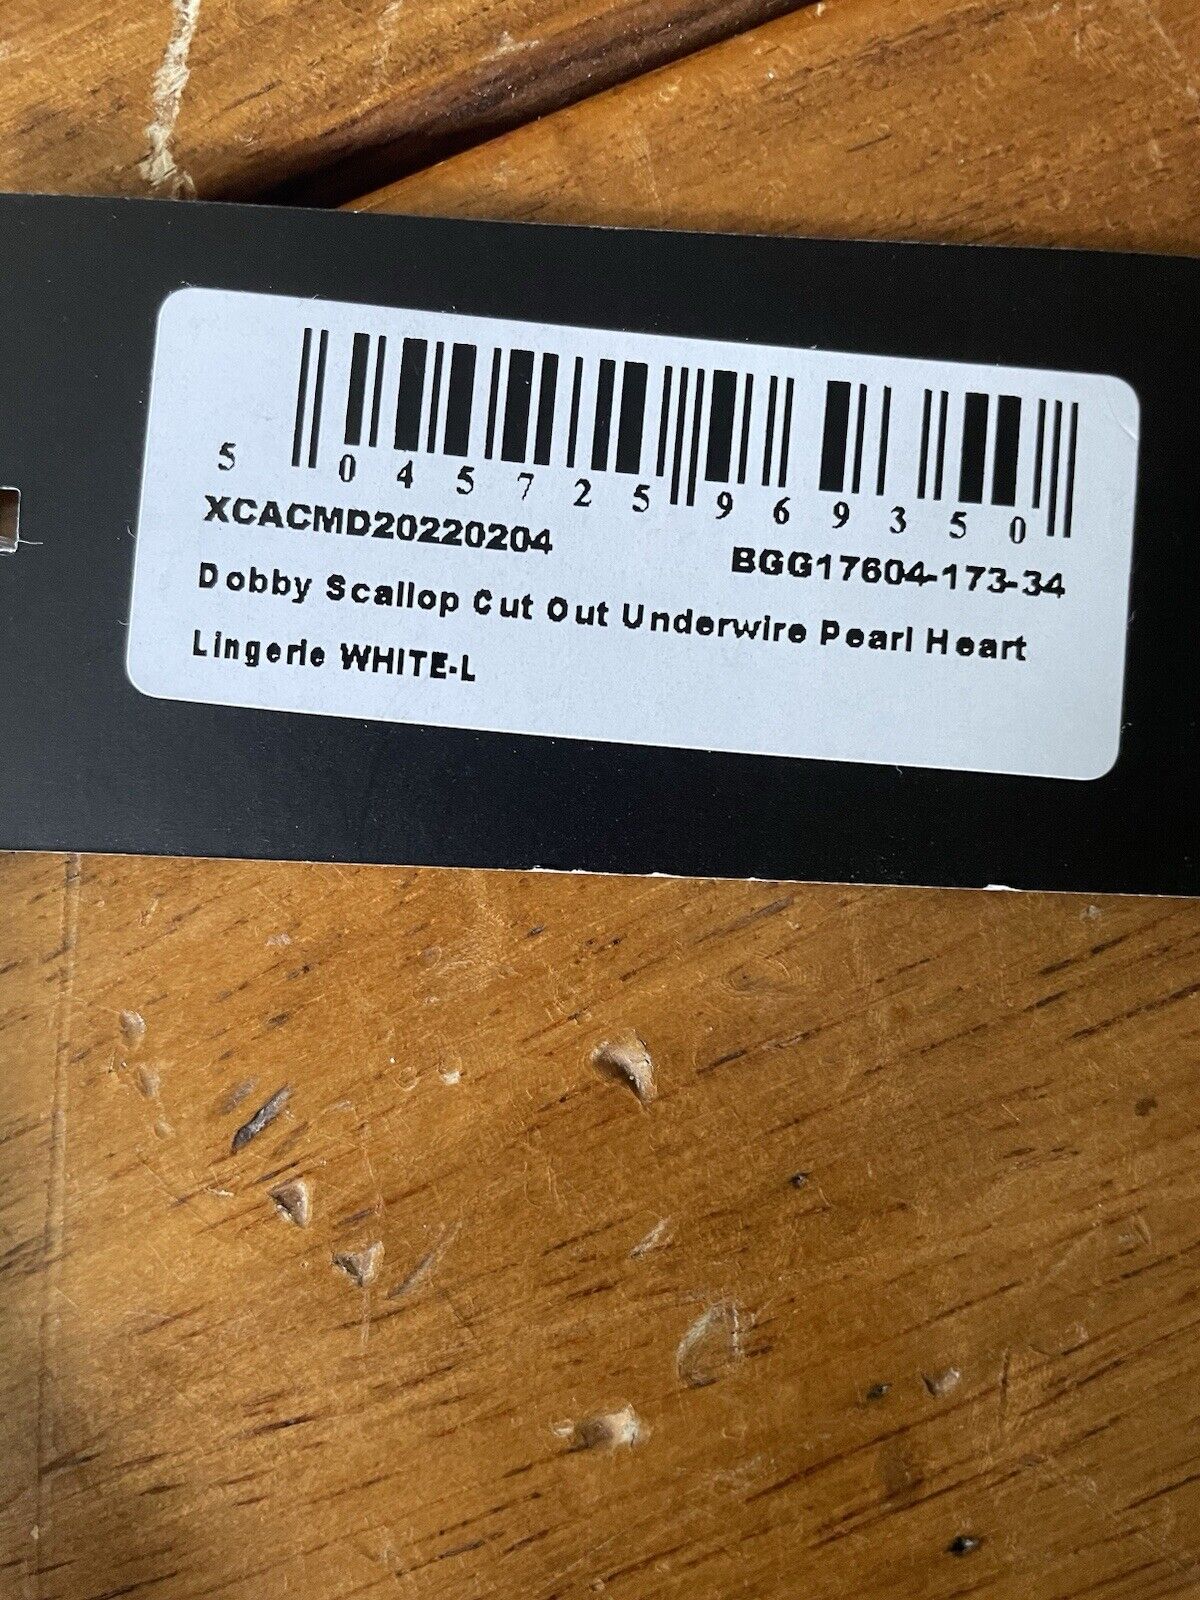 5 045725 969350
XCACMD20220204 BGG17604-173-34
Dobby Scallop Cut Out Underwire Pearl Heart
Lingerie WHITE-L